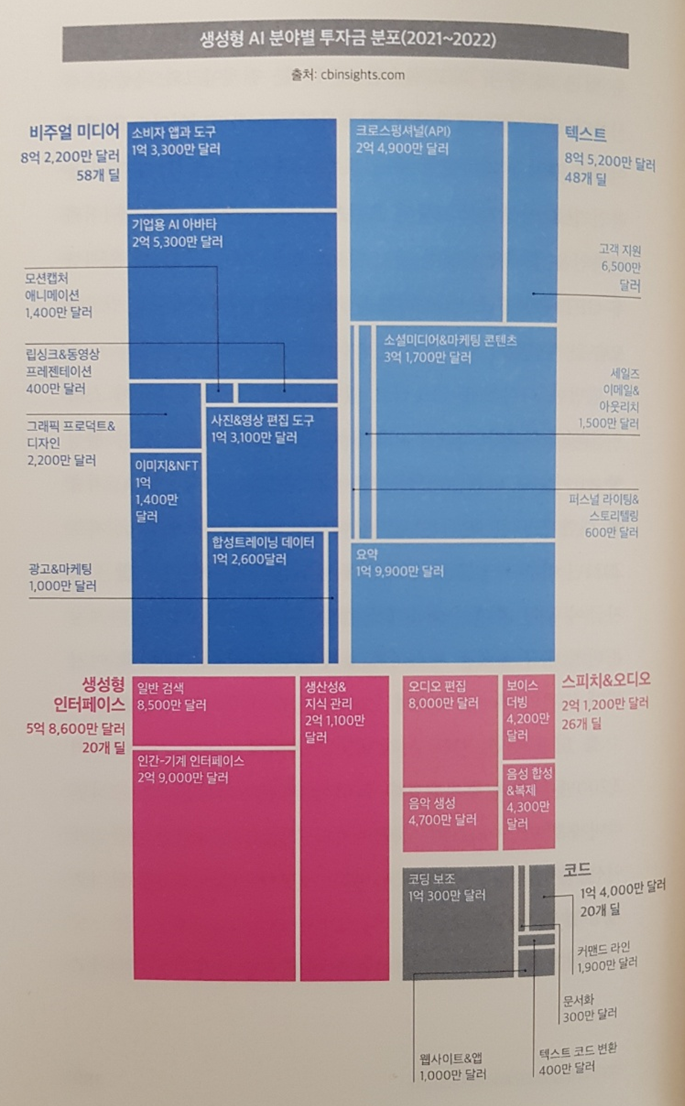 생성형 AI 분야별 투자금 분포(2021~2022)
출처: cbinsights.com
비주얼 미디어
8억 2,200만 달러
58개 딜
소비자 앱과 도구
1억 3,300만 달러
기업용 AI 아바타
2억 5,300만 달러
모션캡처
애니메이션
1,400만 달러
립싱크&동영상
프레젠테이션
400만 달러
그래픽 프로덕트&
디자인
2,200만 달러
사진&영상 편집 도구
1억 3,100만 달러
이미지&NFT
1억
1,400만
달러
합성트레이닝 데이터
1억 2,600달러
광고&마케팅
1,000만 달러
크로스펑셔널(API)
2억 4,900만 달러
텍스트
8억 5,200만 달러
48개 딜
고객 지원
6,500만
달러
소셜미디어&마케팅 콘텐츠
3억 1,700만 달러
세일즈
이메일&
아웃리치
1,500만 달러
퍼스널 라이팅&
스토리텔링
600만 달러
요약
1억 9,900만 달러
생성형
인터페이스
5억 8,600만 달러
20개 딜
일반 검색
8,500만 달러
생산성&
지식 관리
2억 1,100만
달러
인간-기계 인터페이스
2억 9,000만 달러
오디오 편집
8,000만 달러
보이스
더빙
4,200만
달러
스피치&오디오
2억 1,200만 달러
26개 딜
음악 생성
4,700만 달러
음성 합성
&복제
4,300만
달러
코딩 보조
1억 300만 달러
코드
1억 4,000만 달러
20개 딜
커맨드 라인
1,900만 달러
문서화
300만 달러
텍스트 코드 변환
400만 달러
웹사이트&앱
1,000만 달러